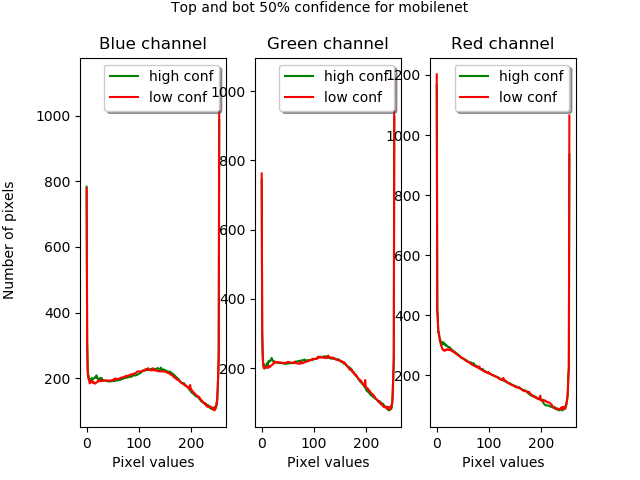 Top and bot 50% confidence for mobilenet
Blue channel
Green channel
Red channel
high conf
low conf
high conf
low conf
high conf
low conf
Number of pixels
1000
800
600
400
200
1000
800
600
400
200
1200
1000
800
600
400
200
0 100 200
0 100 200
0 100 200
Pixel values
Pixel values
Pixel values